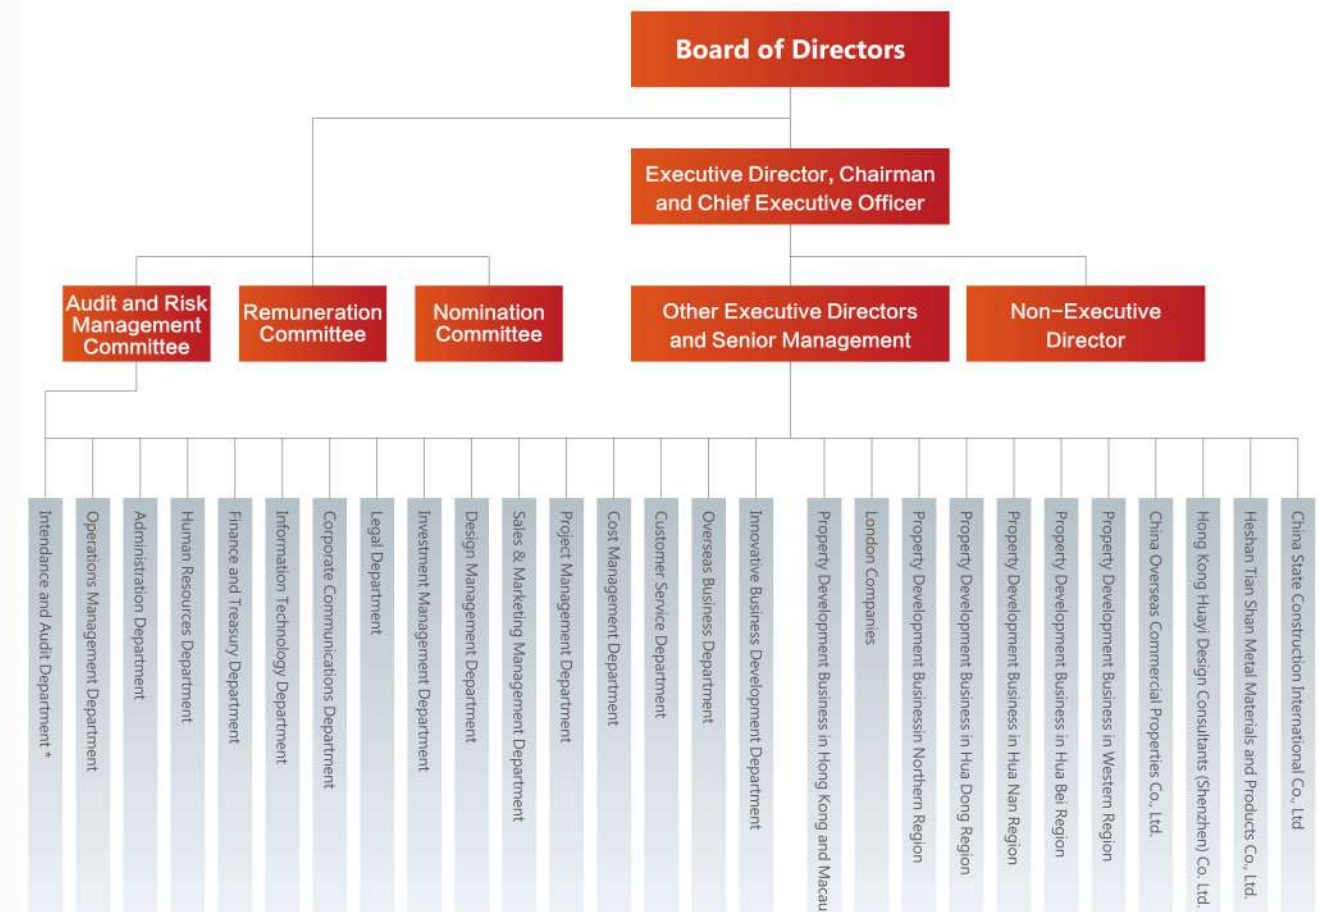 Board of Directors
Executive Director, Chairman
and Chief Executive Officer
Audit and Risk
Management
Committee
Remuneration
Committee
Nomination
Committee
Other Executive Directors
and Senior Management
Non-Executive
Director
Intendance and Audit Department *
Operations Management Department
Administration Department
Human Resources Department
Finance and Treasury Department
Information Technology Department
Corporate Communications Department
Legal Department
Investment Management Department
Design Management Department
Sales & Marketing Management Department
Project Management Department
Cost Management Department
Customer Service Department
Overseas Business Department
Innovative Business Development Department
Property Development Business in Hong Kong and Macau
London Companies
Property Development Businessin Northern Region
Property Development Business in Hua Dong Region
Property Development Business in Hua Nan Region
Property Development Business in Hua Bei Region
Property Development Business in Western Region
China Overseas Commercial Properties Co., Ltd.
Hong Kong Huayi Design Consultants (Shenzhen) Co. Ltd.
Heshan Tian Shan Metal Materials and Products Co., Ltd.
China State Construction International Co., Ltd